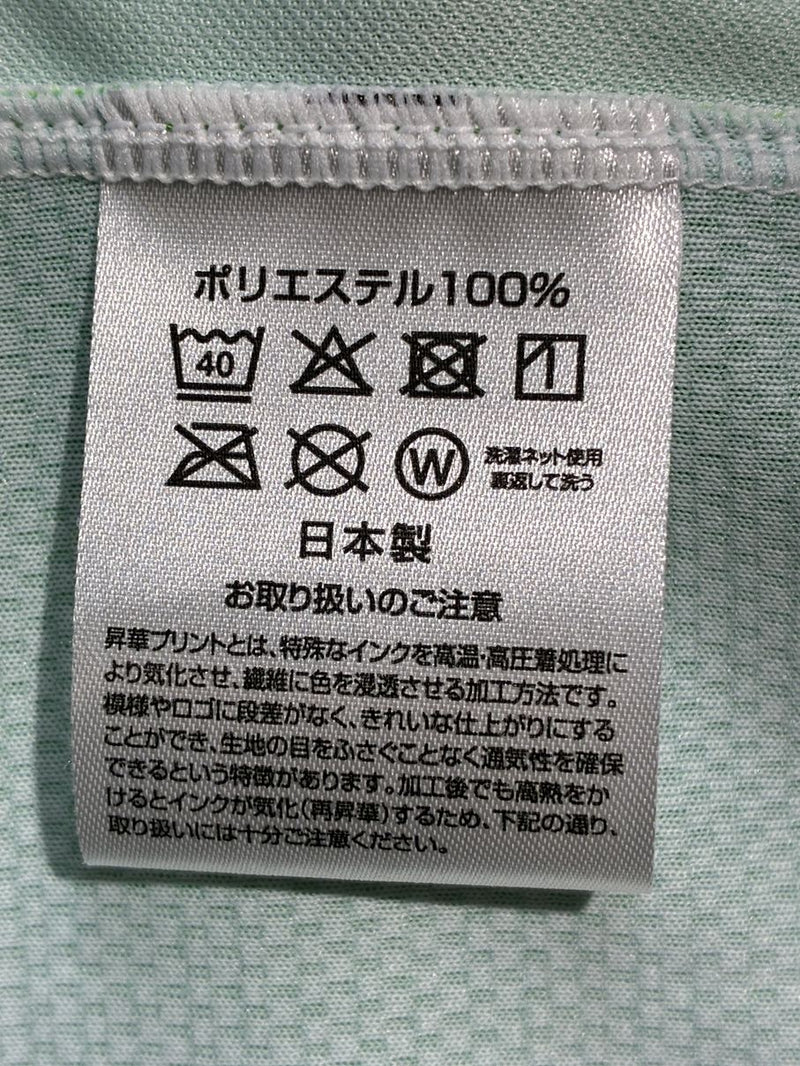 ポリエステル100%
40
W
洗濯ネット使用
裏返して洗う
日本製
お取り扱いのご注意
昇華プリントとは、特殊なインクを高温・高圧着処理に
より気化させ、繊維に色を浸透させる加工方法です。
模様やロゴに段差がなく、きれいな仕上がりにする
ことができ、生地の目をふさぐことなく通気性を確保
できるという特徴があります。加工後でも高熱をか
けるとインクが気化(再昇華)するため、下記の通り、
取り扱いには十分ご注意ください。